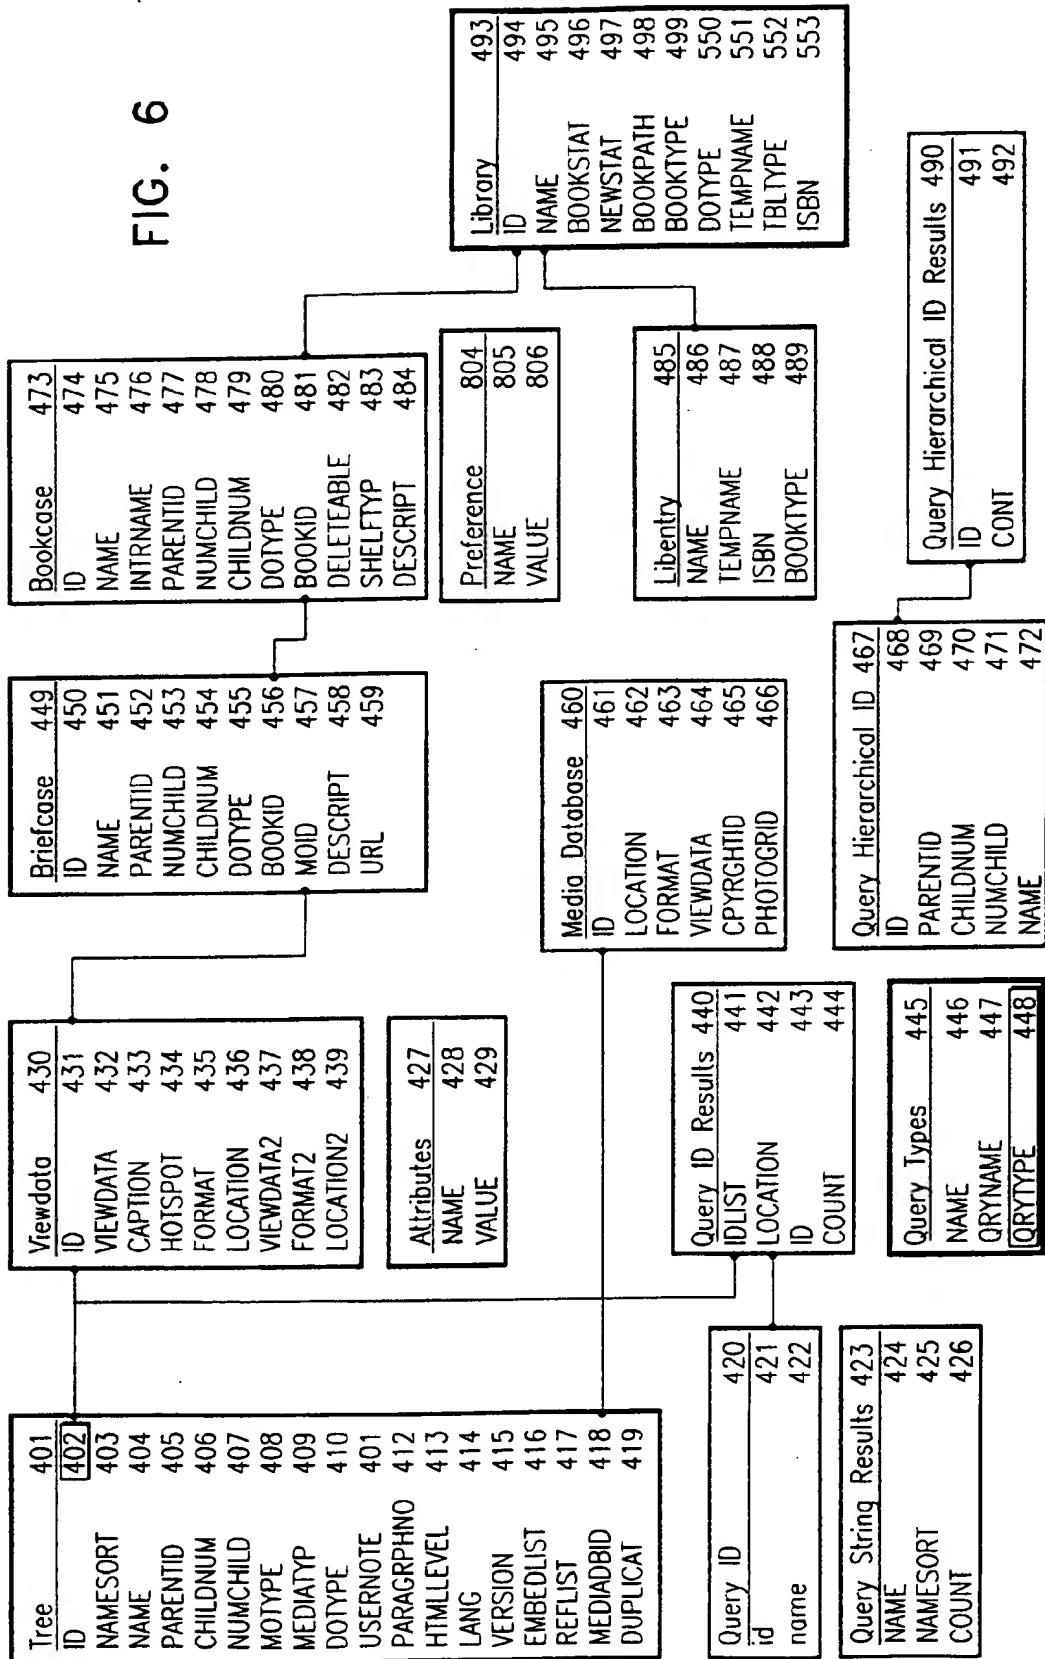 FIG. 6
Tree 401
ID 402
NAMESORT 403
NAME 404
PARENTID 405
CHILDNUM 406
NUMCHILD 407
MOTYPE 408
MEDIATYP 409
DOTYPE 410
USERNOTE 401
PARAGRPHNO 412
HTMLLEVEL 413
LANG 414
VERSION 415
EMBEDLIST 416
REFLIST 417
MEDIADBID 418
DUPLICAT 419
Query ID 420
id 421
name 422
Query String Results 423
NAME 424
NAMESORT 425
COUNT 426
Viewdata 430
ID 431
VIEWDATA 432
CAPTION 433
HOTSPOT 434
FORMAT 435
LOCATION 436
VIEWDATA2 437
FORMAT2 438
LOCATION2 439
Attributes 427
NAME 428
VALUE 429
Query ID Results 440
IDLIST 441
LOCATION 442
ID 443
COUNT 444
Query Types 445
NAME 446
QRYNAME 447
QRYTYPE 448
Briefcase 449
ID 450
NAME 451
PARENTID 452
NUMCHILD 453
CHILDNUM 454
DOTYPE 455
BOOKID 456
MOID 457
DESCRIPT 458
URL 459
Media Database 460
ID 461
LOCATION 462
FORMAT 463
VIEWDATA 464
CPYRGHTID 465
PHOTOGRID 466
Query Hierarchical ID 467
ID 468
PARENTID 469
CHILDNUM 470
NUMCHILD 471
NAME 472
Bookcase 473
ID 474
NAME 475
INTRNAME 476
PARENTID 477
NUMCHILD 478
CHILDNUM 479
DOTYPE 480
BOOKID 481
DELETEABLE 482
SHELFTYP 483
DESCRIPT 484
Preference 804
NAME 805
VALUE 806
Libentry 485
NAME 486
TEMPNAME 487
ISBN 488
BOOKTYPE 489
Query Hierarchical ID Results 490
ID 491
CONT 492
Library 493
ID 494
NAME 495
BOOKSTAT 496
NEWSTAT 497
BOOKPATH 498
BOOKTYPE 499
DOTYPE 550
TEMPNAME 551
TBLTYPE 552
ISBN 553